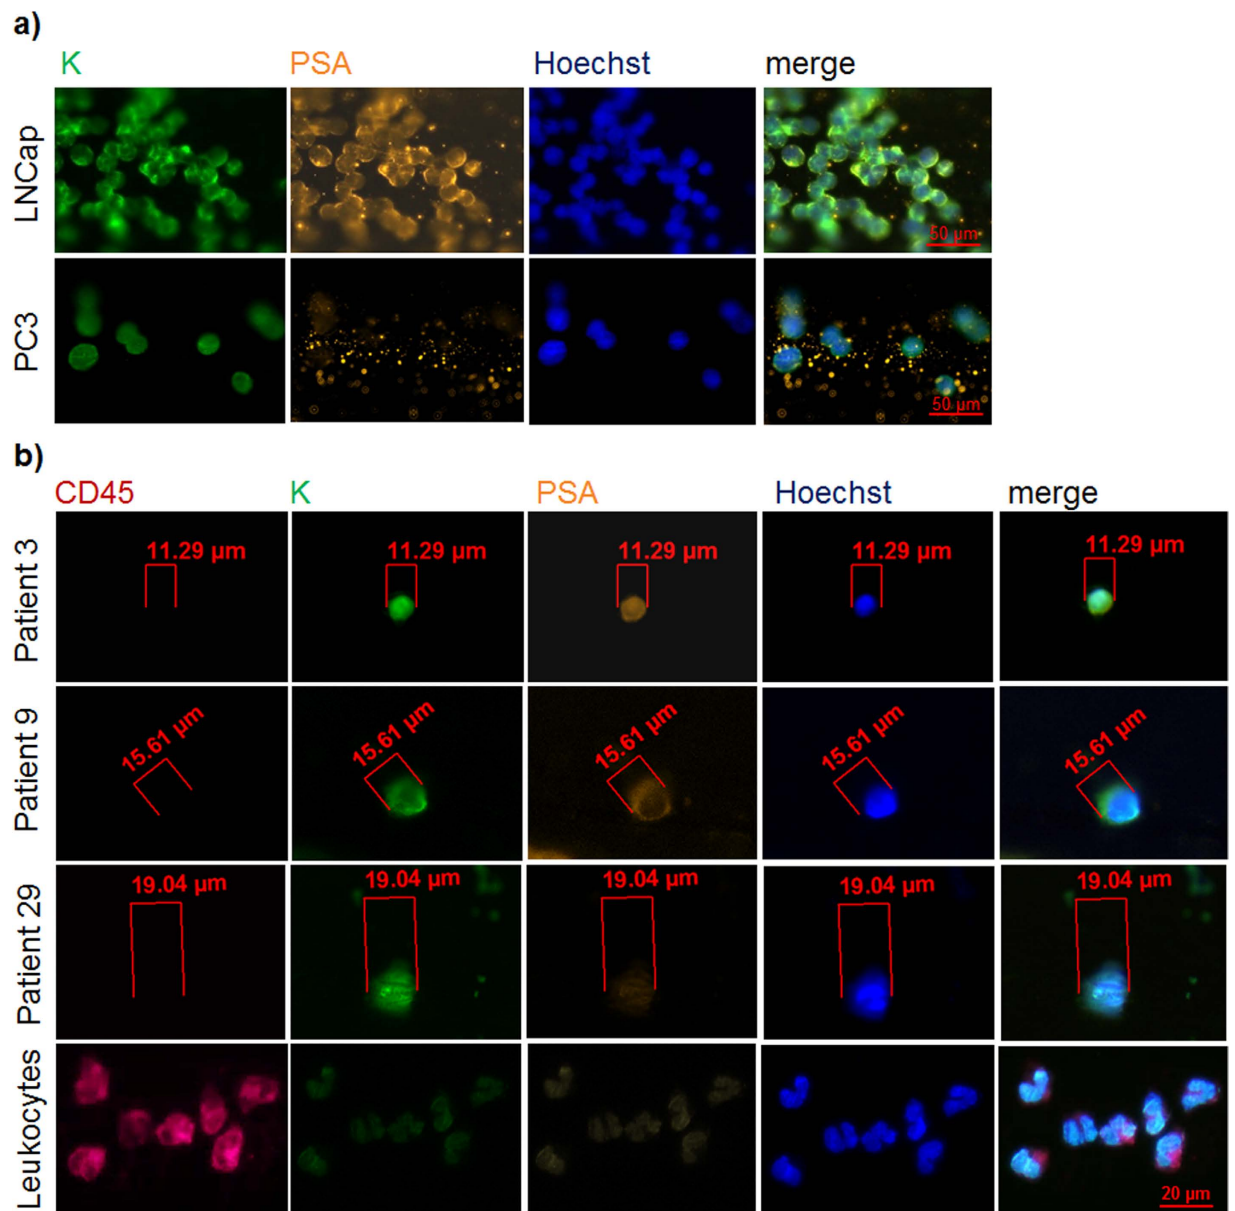 a)
K PSA Hoechst merge
LNCap
50 µm
PC3
50 µm
b)
CD45 K PSA Hoechst merge
Patient 3
11.29 µm 11.29 µm 11.29 µm 11.29 µm 11.29 µm
Patient 9
15.61 µm 15.61 µm 15.61 µm 15.61 µm 15.61 µm
Patient 29
19.04 µm 19.04 µm 19.04 µm 19.04 µm 19.04 µm
Leukocytes
20 µm